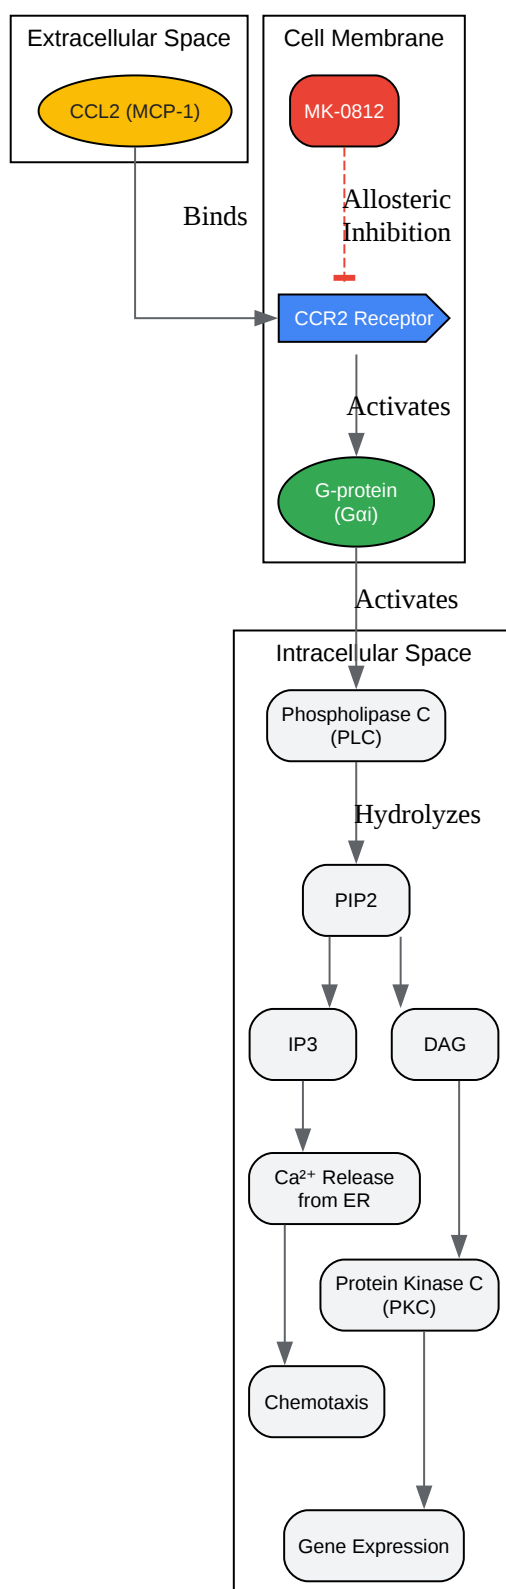 Extracellular Space
Cell Membrane
CCL2 (MCP-1)
MK-0812
Binds
Allosteric
Inhibition
CCR2 Receptor
Activates
G-protein
(Gαi)
Activates
Intracellular Space
Phospholipase C
(PLC)
Hydrolyzes
PIP2
IP3
DAG
Ca²⁺ Release
from ER
Protein Kinase C
(PKC)
Chemotaxis
Gene Expression